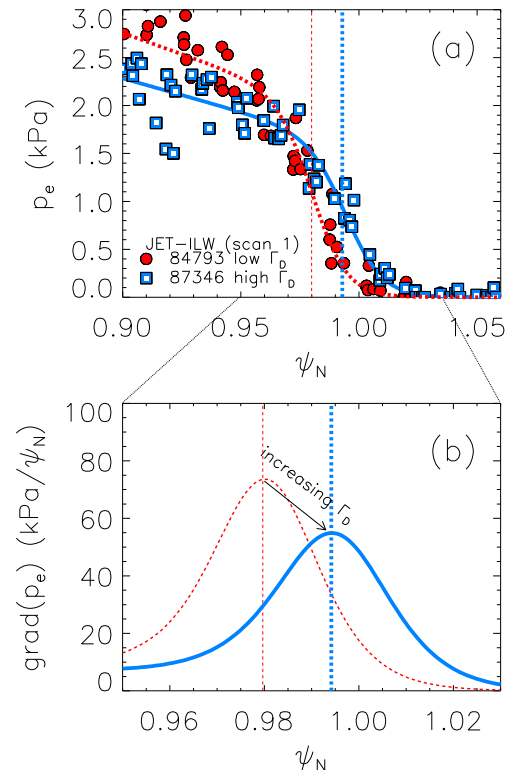 3.0
(a)
2.5
2.0
p_e (kPa)
1.5
1.0
0.5
JET-ILW (scan_1)
84793 low Γ_D
87346 high Γ_D
0.0
0.90 0.95 1.00 1.05
ψ_N
100
(b)
80
increasing Γ_D
grad(p_e) (kPa/ψ_N)
60
40
20
0
0.96 0.98 1.00 1.02
ψ_N